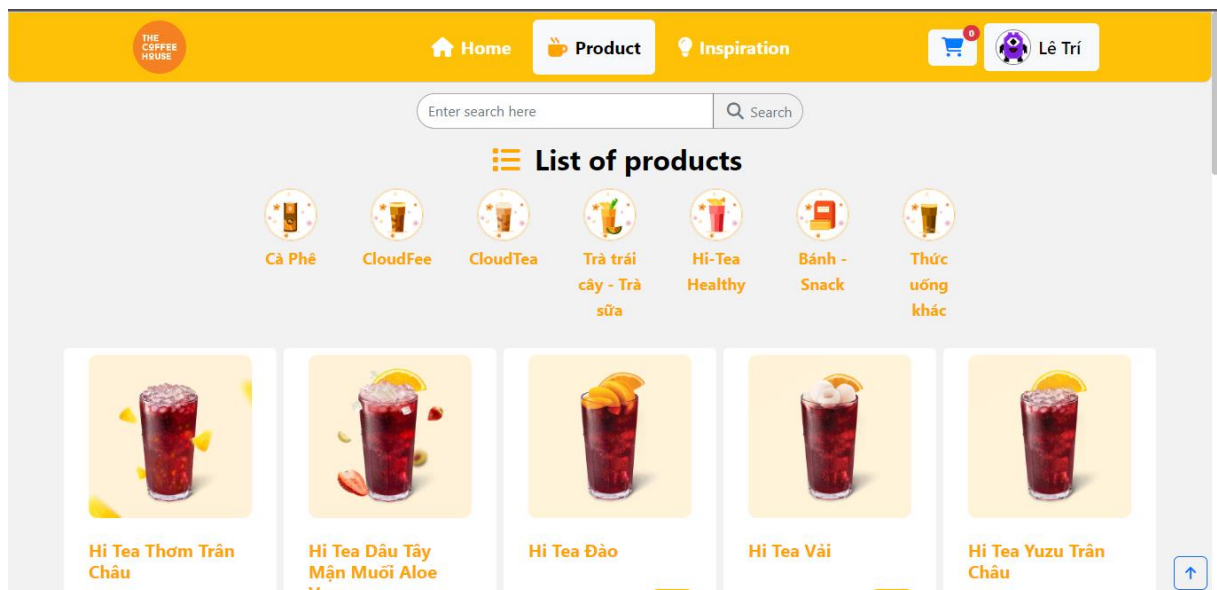 THE
COFFEE
HOUSE
Home
Product
Inspiration
0
Lê Trí
Enter search here
Search
List of products
Cà Phê
CloudFee
CloudTea
Trà trái
cây - Trà
sữa
Hi-Tea
Healthy
Bánh -
Snack
Thức
uống
khác
Hi Tea Thơm Trân
Châu
Hi Tea Dâu Tây
Mận Muối Aloe
Hi Tea Đào
Hi Tea Vải
Hi Tea Yuzu Trân
Châu